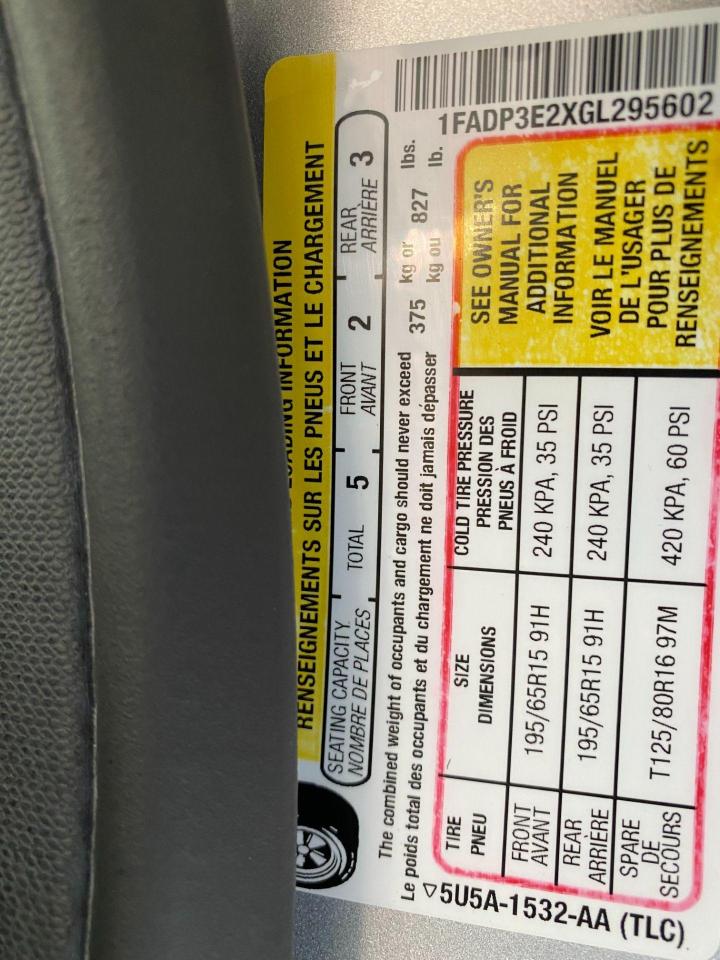 LOADING INFORMATION
RENSEIGNEMENTS SUR LES PNEUS ET LE CHARGEMENT
SEATING CAPACITY
NOMBRE DE PLACES
TOTAL 5
FRONT
AVANT 2
REAR
ARRIÈRE 3
The combined weight of occupants and cargo should never exceed 375 kg or 827 lbs.
Le poids total des occupants et du chargement ne doit jamais dépasser kg ou lb.
1FADP3E2XGL295602
TIRE
PNEU
SIZE
DIMENSIONS
COLD TIRE PRESSURE
PRESSION DES
PNEUS À FROID
FRONT
AVANT
195/65R15 91H
240 KPA, 35 PSI
REAR
ARRIÈRE
195/65R15 91H
240 KPA, 35 PSI
SPARE
DE
SECOURS
T125/80R16 97M
420 KPA, 60 PSI
SEE OWNER'S
MANUAL FOR
ADDITIONAL
INFORMATION
VOIR LE MANUEL
DE L'USAGER
POUR PLUS DE
RENSEIGNEMENTS
5U5A-1532-AA (TLC)